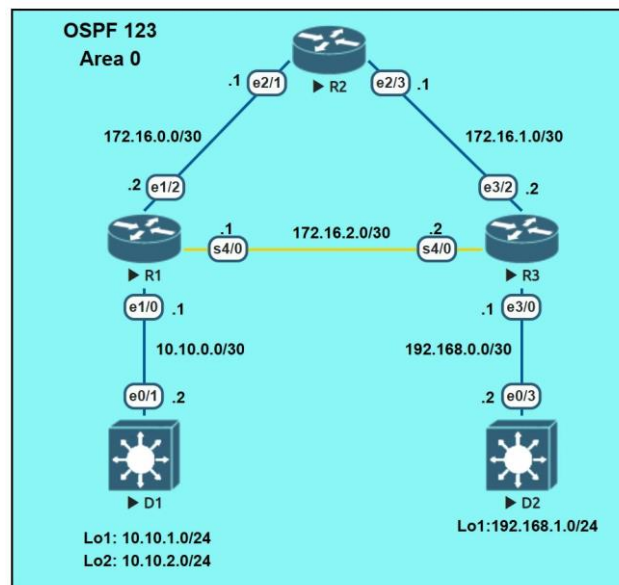 OSPF 123
Area 0
.1 e2/1 e2/3 .1
▶ R2
172.16.0.0/30 172.16.1.0/30
.2 e1/2 e3/2 .2
.1 172.16.2.0/30 .2
s4/0 s4/0
▶ R1 ▶ R3
e1/0 .1 .1 e3/0
10.10.0.0/30 192.168.0.0/30
e0/1 .2 .2 e0/3
▶ D1 ▶ D2
Lo1: 10.10.1.0/24 Lo1:192.168.1.0/24
Lo2: 10.10.2.0/24